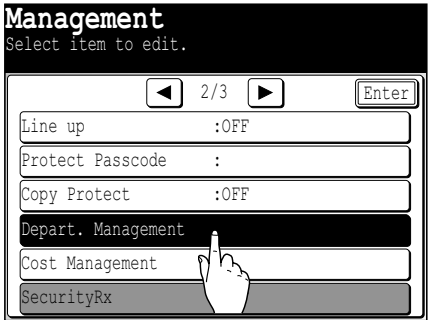 Management
Select item to edit.
2/3 Enter
Line up :OFF
Protect Passcode :
Copy Protect :OFF
Depart. Management
Cost Management
SecurityRx